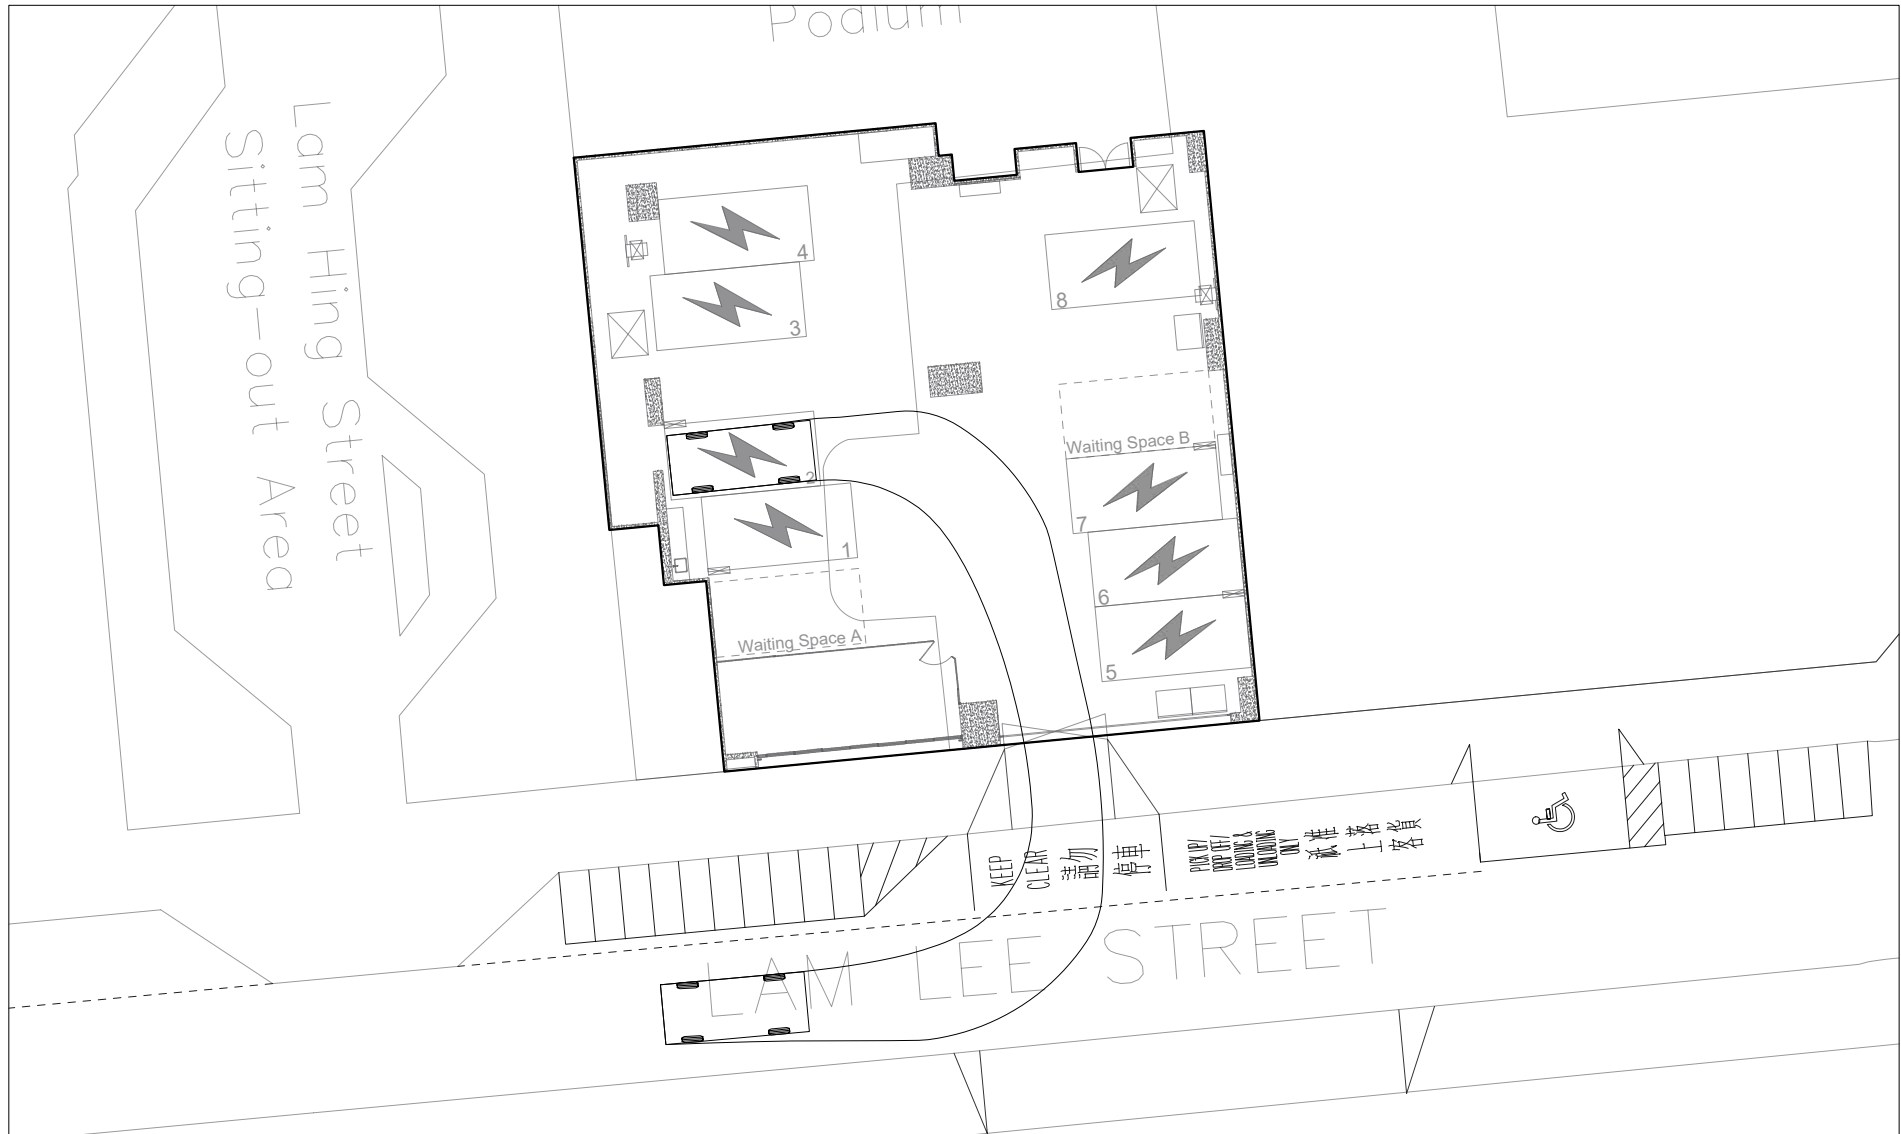 Podium
Lam Hing Street
Sitting-out Area
4
3
2
1
8
Waiting Space B
7
6
5
Waiting Space A
KEEP
CLEAR
請勿
停車
PICK UP/
DROP OFF/
LOADING &
UNLOADING
ONLY
祇准
上落
客貨
LAM LEE STREET